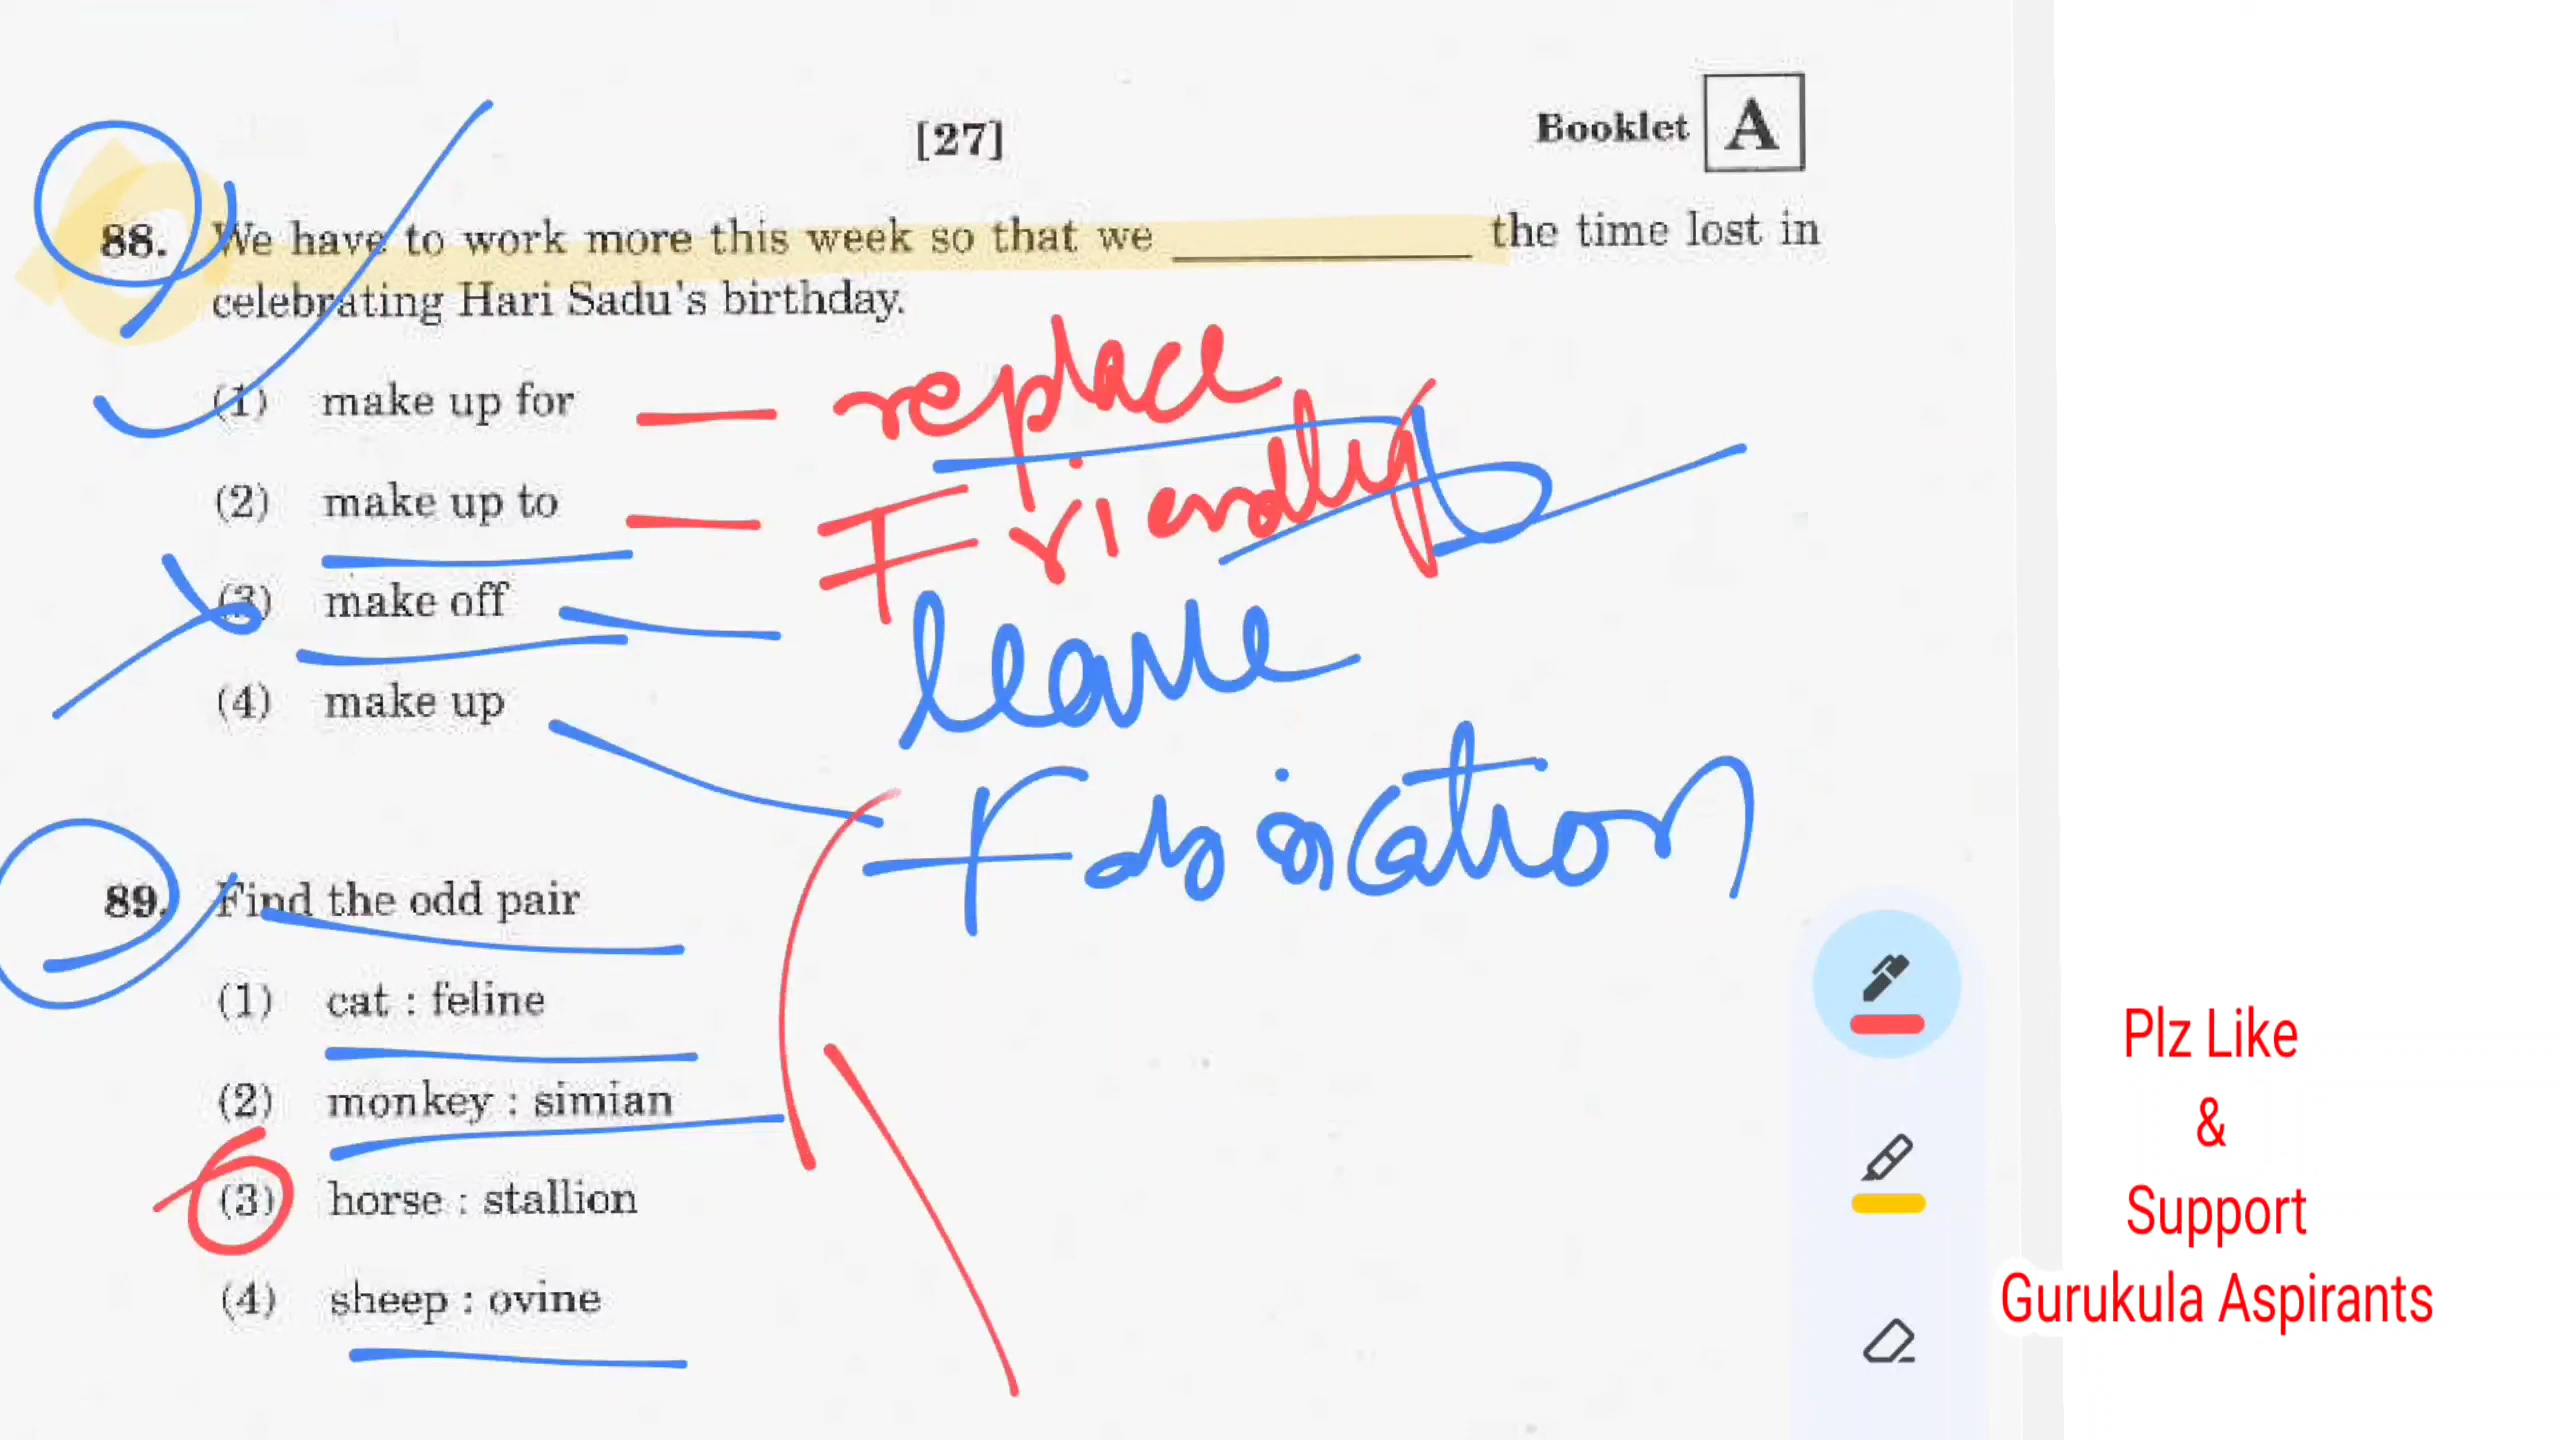 [27]
Booklet A
88. We have to work more this week so that we ____________ the time lost in
celebrating Hari Sadu's birthday.
(1) make up for — replace
(2) make up to — Friendly
(3) make off — leave
(4) make up
89. Find the odd pair
(1) cat : feline
(2) monkey : simian
(3) horse : stallion
(4) sheep : ovine
Plz Like
&
Support
Gurukula Aspirants